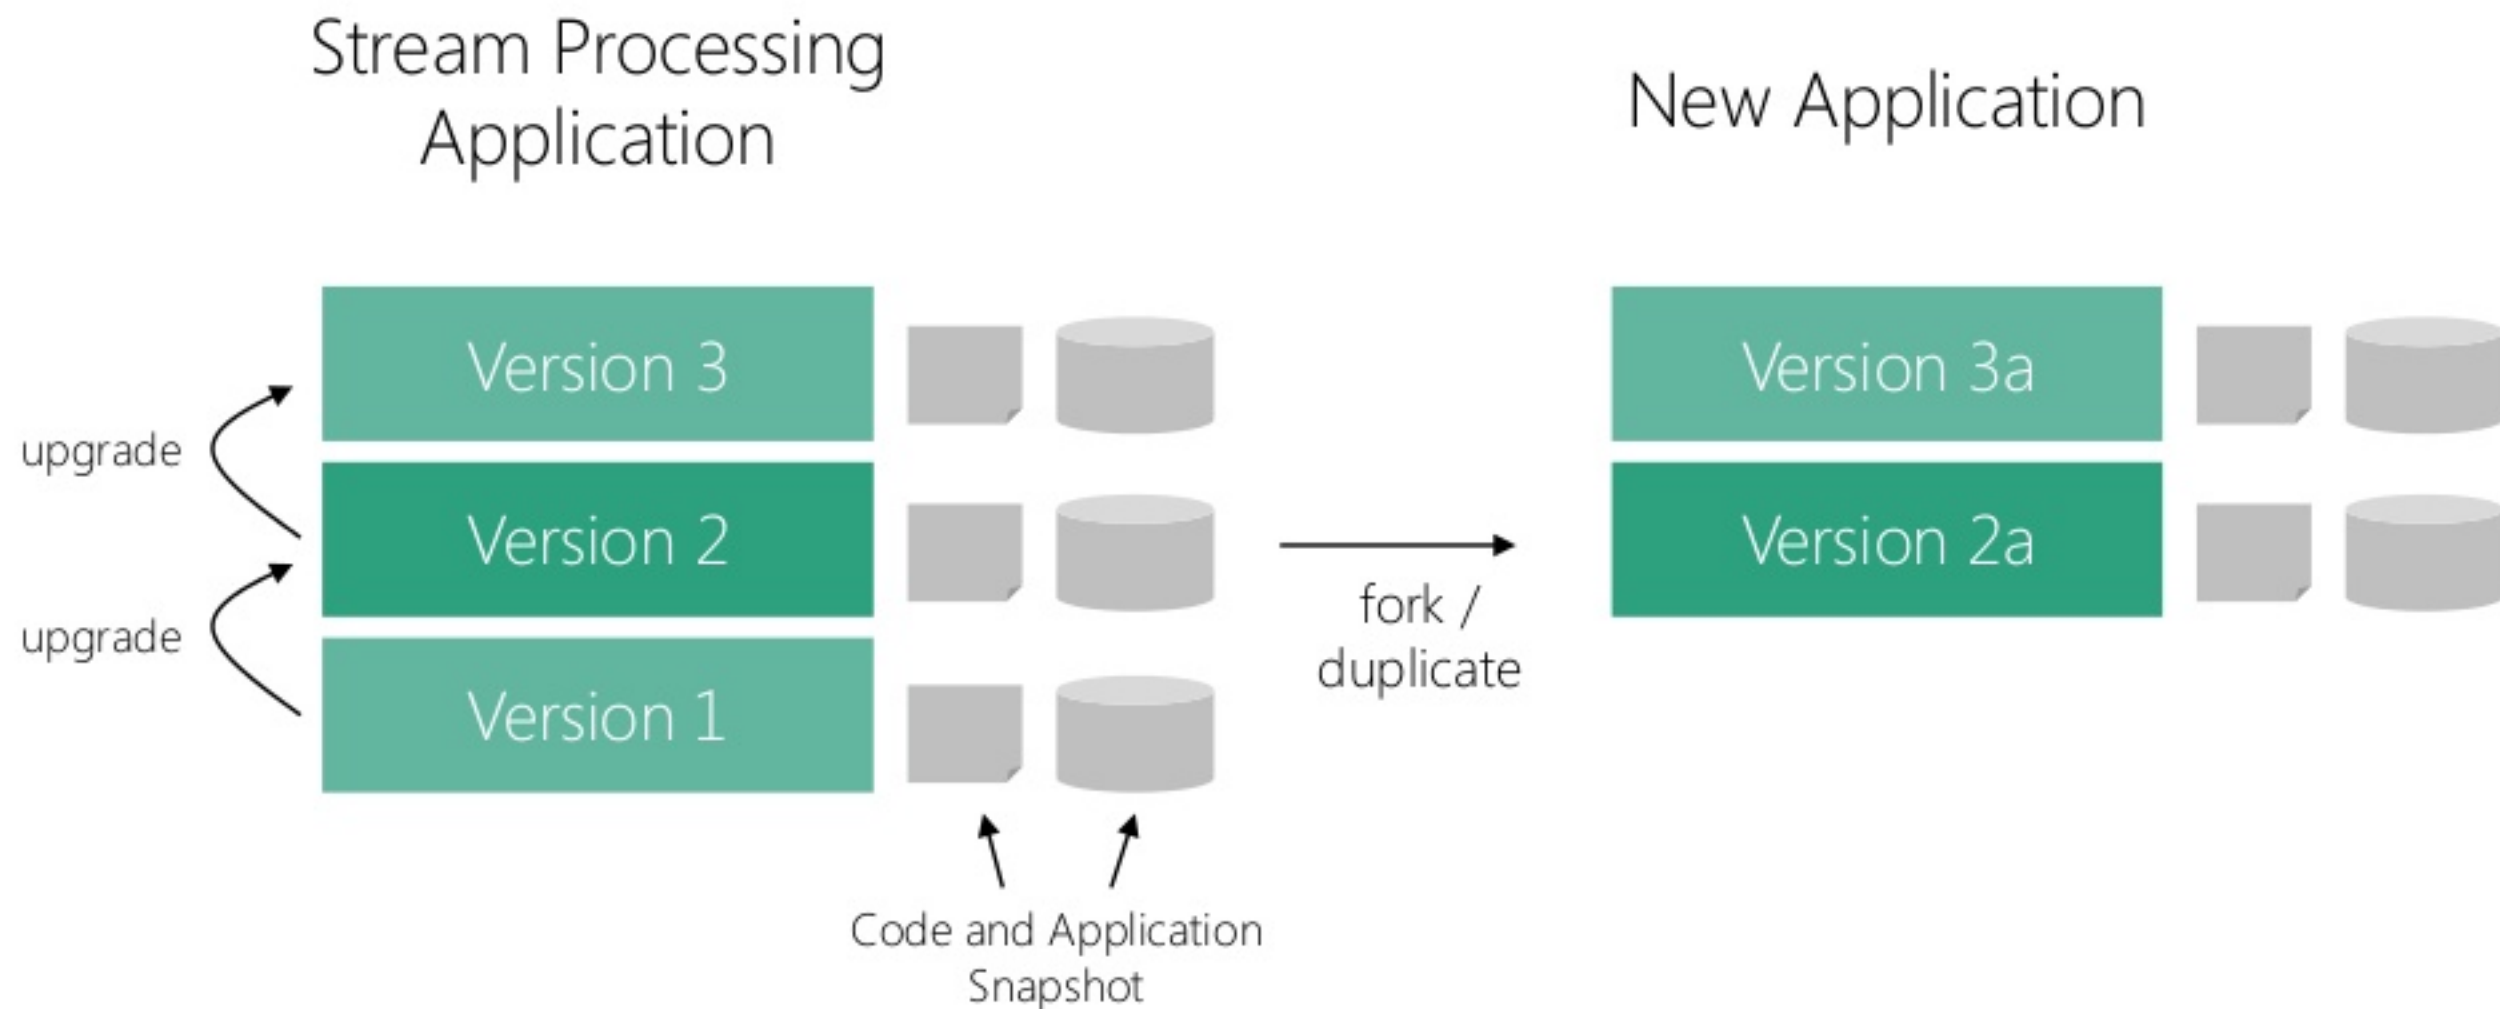 Stream Processing
Application
New Application
Version 3
Version 3a
upgrade
Version 2
Version 2a
fork /
duplicate
upgrade
Version 1
Code and Application
Snapshot